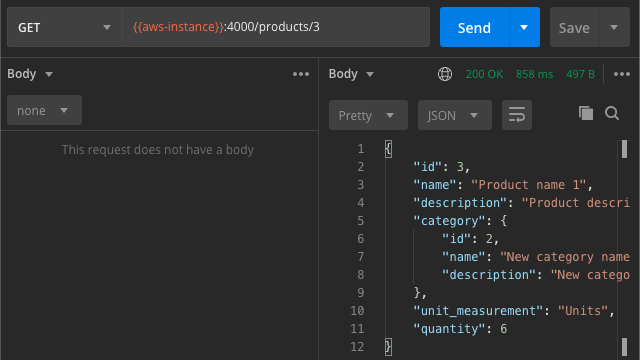 GET {{aws-instance}}:4000/products/3 Send Save
Body
none
This request does not have a body
Body 200 OK 858 ms 497 B
Pretty JSON
1 {
2 "id": 3,
3 "name": "Product name 1",
4 "description": "Product descri
5 "category": {
6 "id": 2,
7 "name": "New category name
8 "description": "New catego
9 },
10 "unit_measurement": "Units",
11 "quantity": 6
12 }